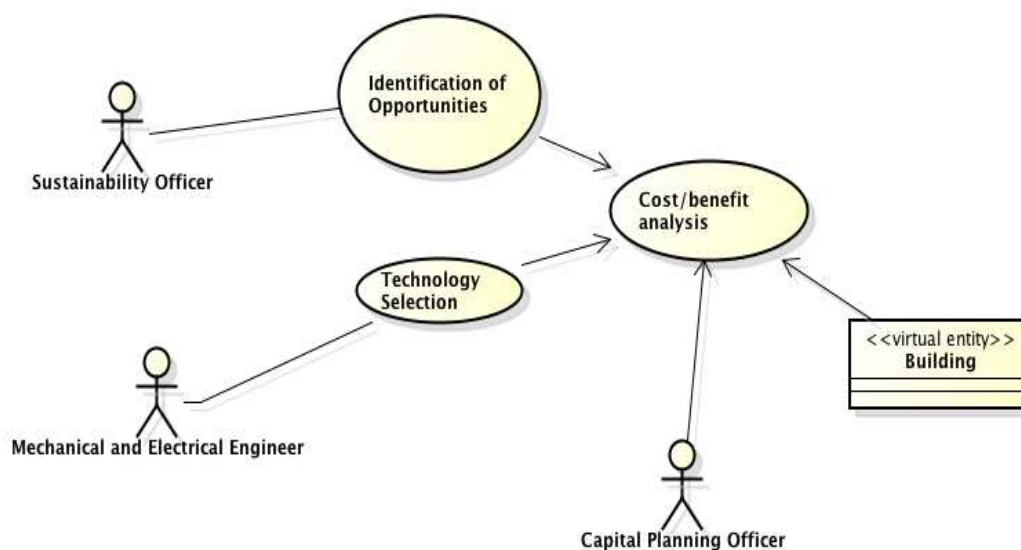 Identification of
Opportunities
Sustainability Officer
Cost/benefit
analysis
Technology
Selection
<<virtual entity>>
Building
Mechanical and Electrical Engineer
Capital Planning Officer